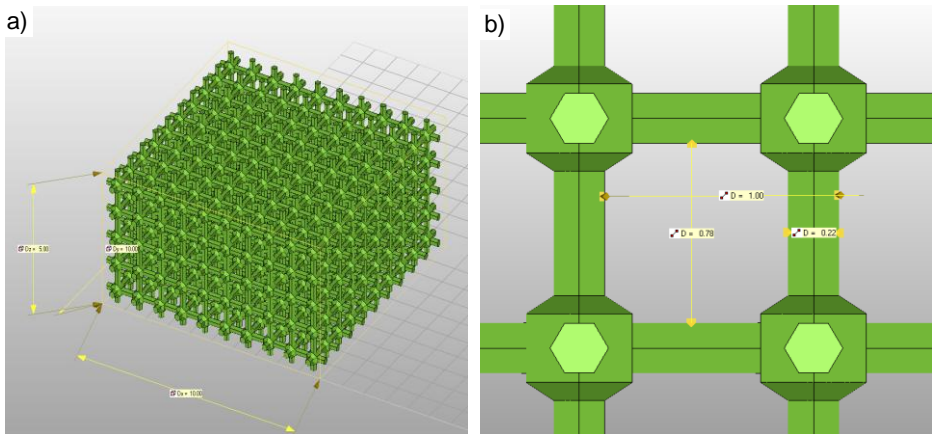 a)
Dz = 5.00
Dy = 10.00
Dx = 10.00
b)
D = 1.00
D = 0.78
D = 0.22